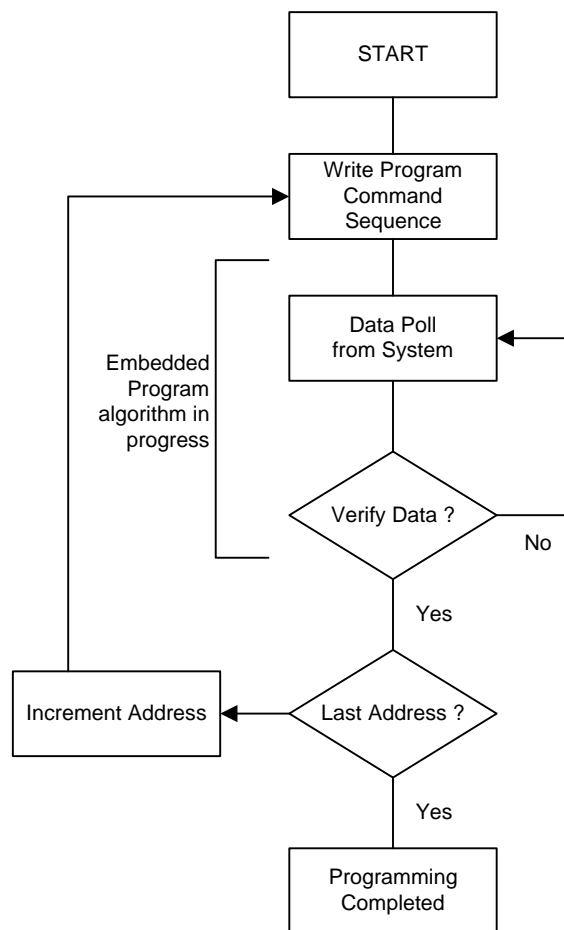 START
Write Program
Command
Sequence
Data Poll
from System
Embedded
Program
algorithm in
progress
Verify Data ?
No
Yes
Increment Address
Last Address ?
Yes
Programming
Completed